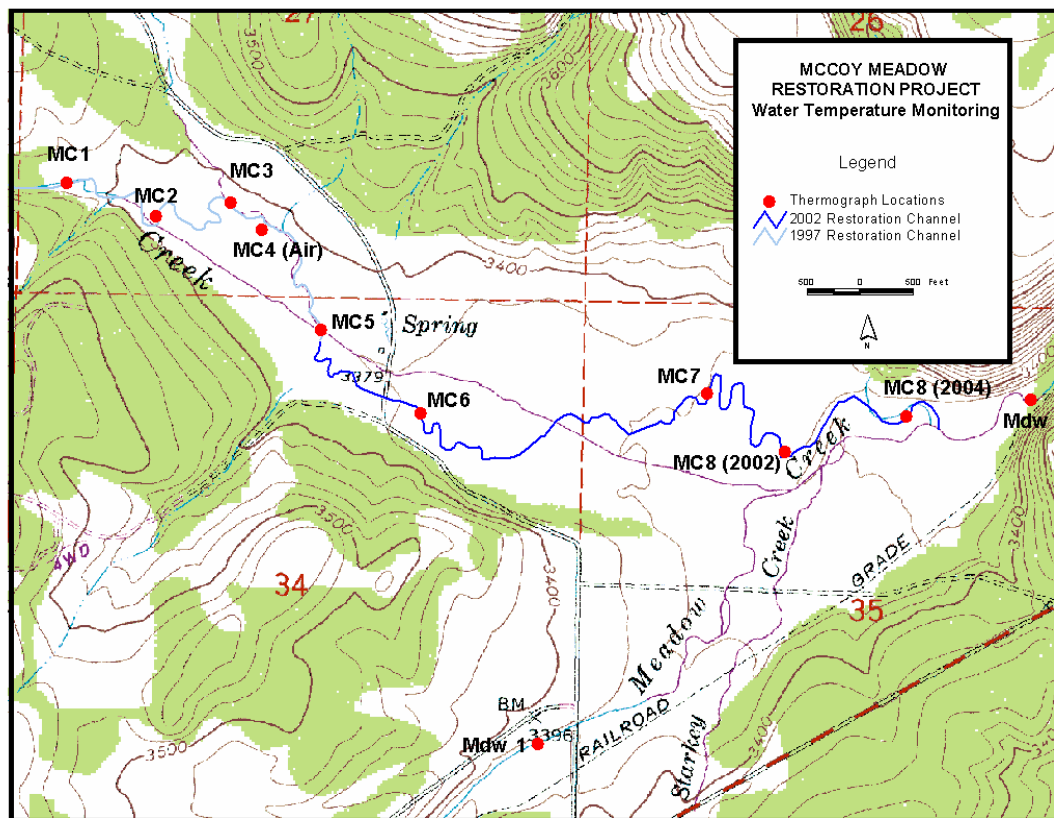 27
26
3500
3600
MCCOY MEADOW
RESTORATION PROJECT
Water Temperature Monitoring
Legend
Thermograph Locations
2002 Restoration Channel
1997 Restoration Channel
500 0 500 Feet
N
MC1
MC2
MC3
MC4 (Air)
Creek
3400
MC5
Spring
3379
MC6
MC7
MC8 (2004)
Mdw
MC8 (2002)
Creek
3400
3500
4WD
34
3400
Creek
GRADE
35
Meadow
RAILROAD
Starkey
BM
3396
Mdw 1
3500
3400